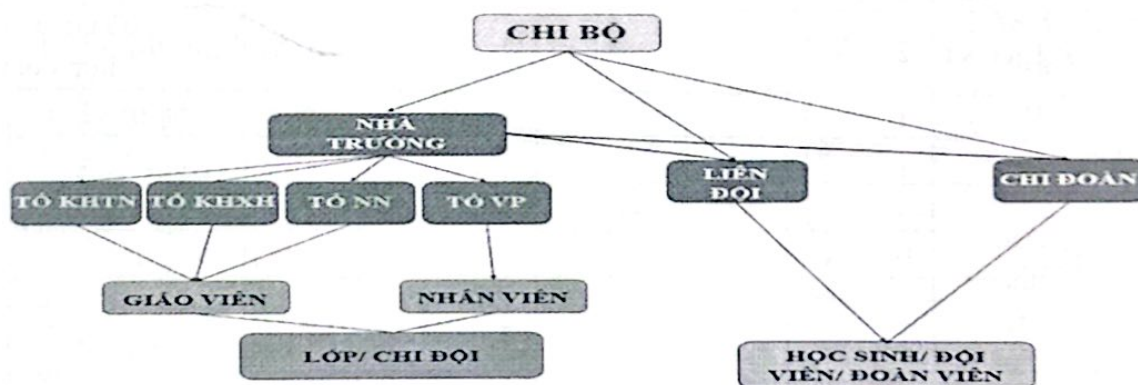 CHI BỘ
NHÀ
TRƯỜNG
LIÊN
ĐỘI
CHI ĐOÀN
TỔ KHTN
TỔ KHXH
TỔ NN
TỔ VP
GIÁO VIÊN
NHÂN VIÊN
LỚP/ CHI ĐỘI
HỌC SINH/ ĐỘI
VIÊN/ ĐOÀN VIÊN